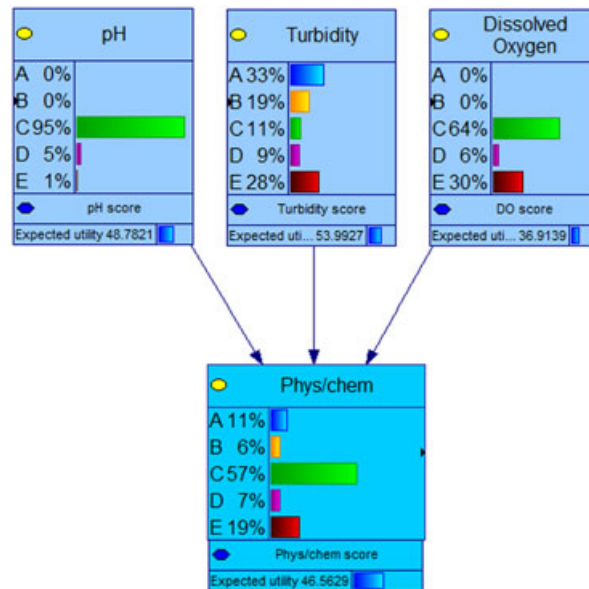 pH
A 0%
B 0%
C 95%
D 5%
E 1%
pH score
Expected utility 48.7821
Turbidity
A 33%
B 19%
C 11%
D 9%
E 28%
Turbidity score
Expected uti... 53.9927
Dissolved
Oxygen
A 0%
B 0%
C 64%
D 6%
E 30%
DO score
Expected uti... 36.9139
Phys/chem
A 11%
B 6%
C 57%
D 7%
E 19%
Phys/chem score
Expected utility 46.5629